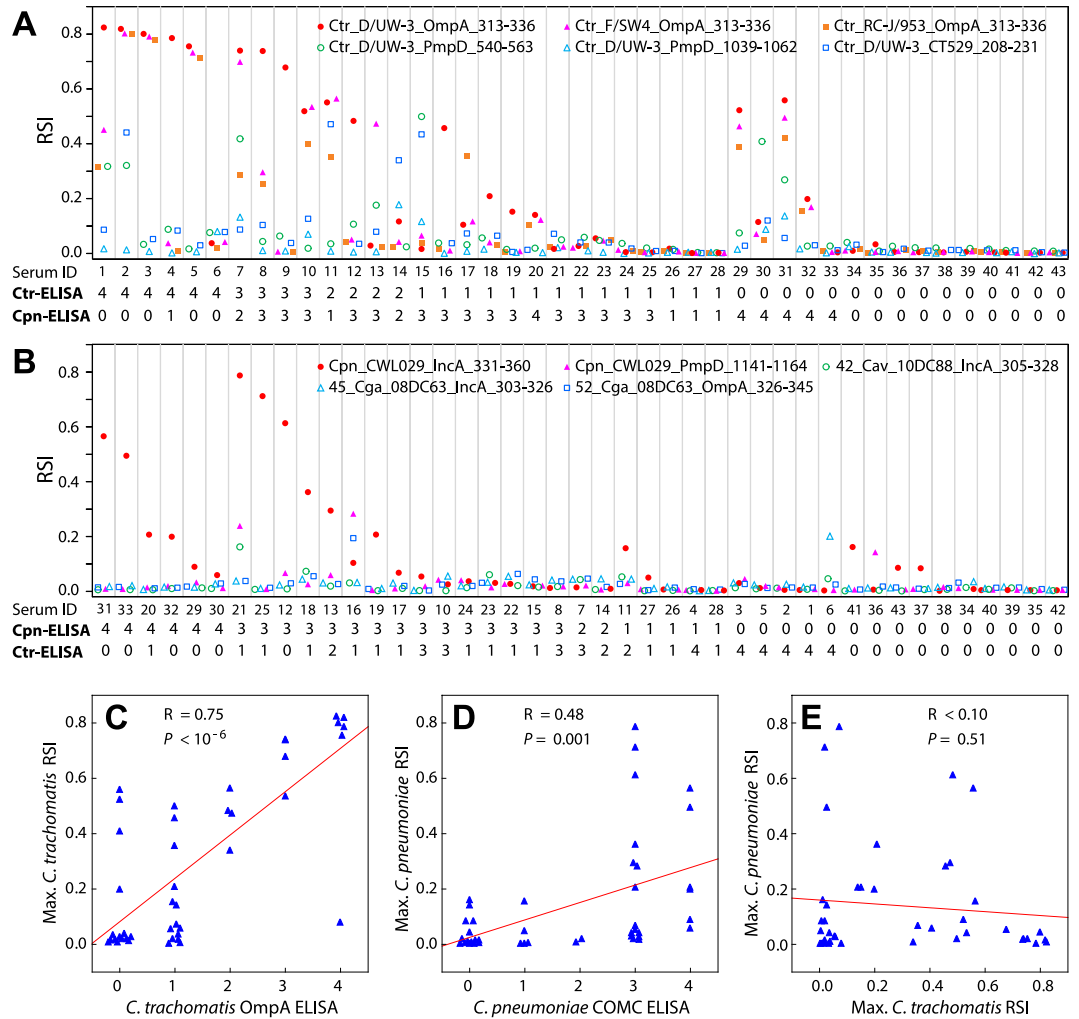 A
Ctr_D/UW-3_OmpA_313-336 Ctr_F/SW4_OmpA_313-336 Ctr_RC-J/953_OmpA_313-336
Ctr_D/UW-3_PmpD_540-563 Ctr_D/UW-3_PmpD_1039-1062 Ctr_D/UW-3_CT529_208-231
RSI
0.8
0.6
0.4
0.2
0.0
Serum ID 1 2 3 4 5 6 7 8 9 10 11 12 13 14 15 16 17 18 19 20 21 22 23 24 25 26 27 28 29 30 31 32 33 34 35 36 37 38 39 40 41 42 43
Ctr-ELISA 4 4 4 4 4 4 3 3 3 3 2 2 2 2 1 1 1 1 1 1 1 1 1 1 1 1 1 1 0 0 0 0 0 0 0 0 0 0 0 0 0 0 0
Cpn-ELISA 0 0 0 1 0 0 2 3 3 3 1 3 3 2 3 3 3 3 3 4 3 3 3 3 3 1 1 1 4 4 4 4 4 0 0 0 0 0 0 0 0 0 0
B
Cpn_CWL029_IncA_331-360 Cpn_CWL029_PmpD_1141-1164 42_Cav_10DC88_IncA_305-328
45_Cga_08DC63_IncA_303-326 52_Cga_08DC63_OmpA_326-345
RSI
0.8
0.6
0.4
0.2
0.0
Serum ID 31 33 20 32 29 30 21 25 12 18 13 16 19 17 9 10 24 23 22 15 8 7 14 11 27 26 4 28 3 5 2 1 6 41 36 43 37 38 34 40 39 35 42
Cpn-ELISA 4 4 4 4 4 4 3 3 3 3 3 3 3 3 3 3 3 3 3 3 3 2 2 1 1 1 1 1 0 0 0 0 0 0 0 0 0 0 0 0 0 0 0
Ctr-ELISA 0 0 1 0 0 0 1 1 0 1 2 1 1 1 3 3 1 1 1 1 3 3 2 2 1 1 4 1 4 4 4 4 4 0 0 0 0 0 0 0 0 0 0
C
R = 0.75
P < 10⁻⁶
Max. C. trachomatis RSI
0.8
0.6
0.4
0.2
0.0
0 1 2 3 4
C. trachomatis OmpA ELISA
D
R = 0.48
P = 0.001
Max. C. pneumoniae RSI
0.8
0.6
0.4
0.2
0.0
0 1 2 3 4
C. pneumoniae COMC ELISA
E
R < 0.10
P = 0.51
Max. C. pneumoniae RSI
0.8
0.6
0.4
0.2
0.0
0.0 0.2 0.4 0.6 0.8
Max. C. trachomatis RSI